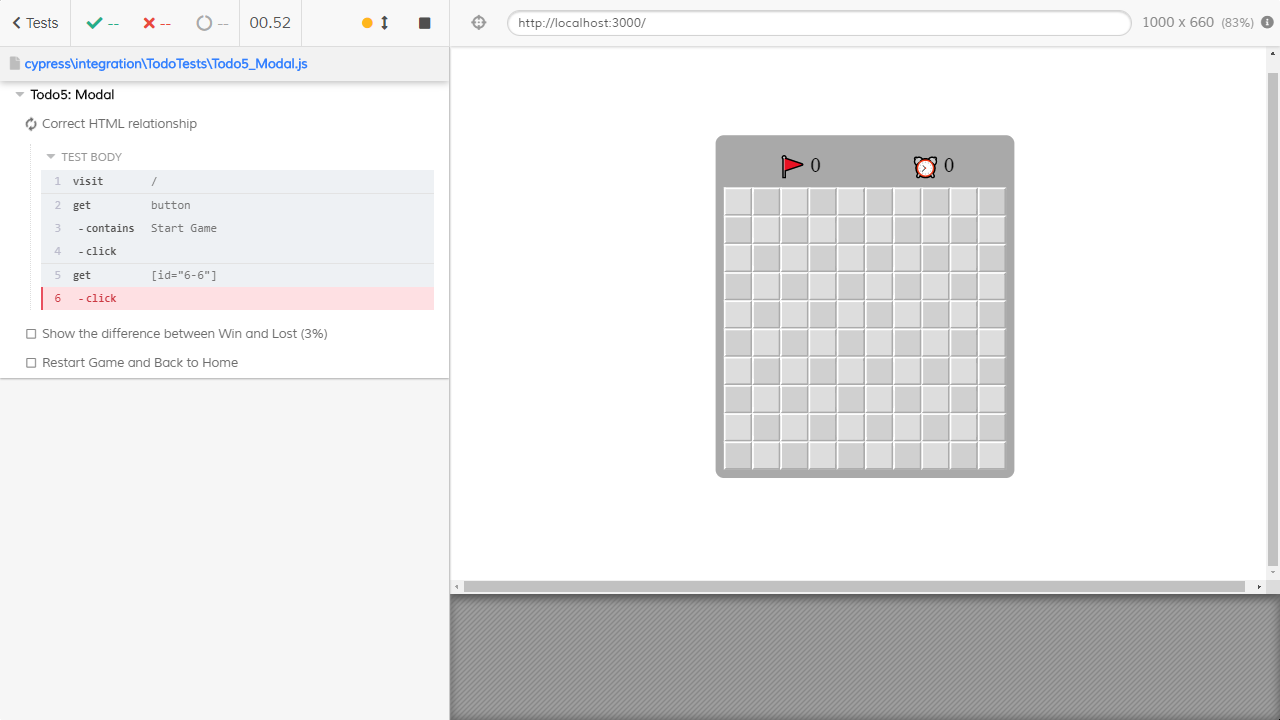 Tests -- -- -- 00.52
http://localhost:3000/ 1000 x 660 (83%)
cypress\integration\TodoTests\Todo5_Modal.js
Todo5: Modal
Correct HTML relationship
TEST BODY
1 visit /
2 get button
3 -contains Start Game
4 -click
5 get [id="6-6"]
6 -click
Show the difference between Win and Lost (3%)
Restart Game and Back to Home
0 0